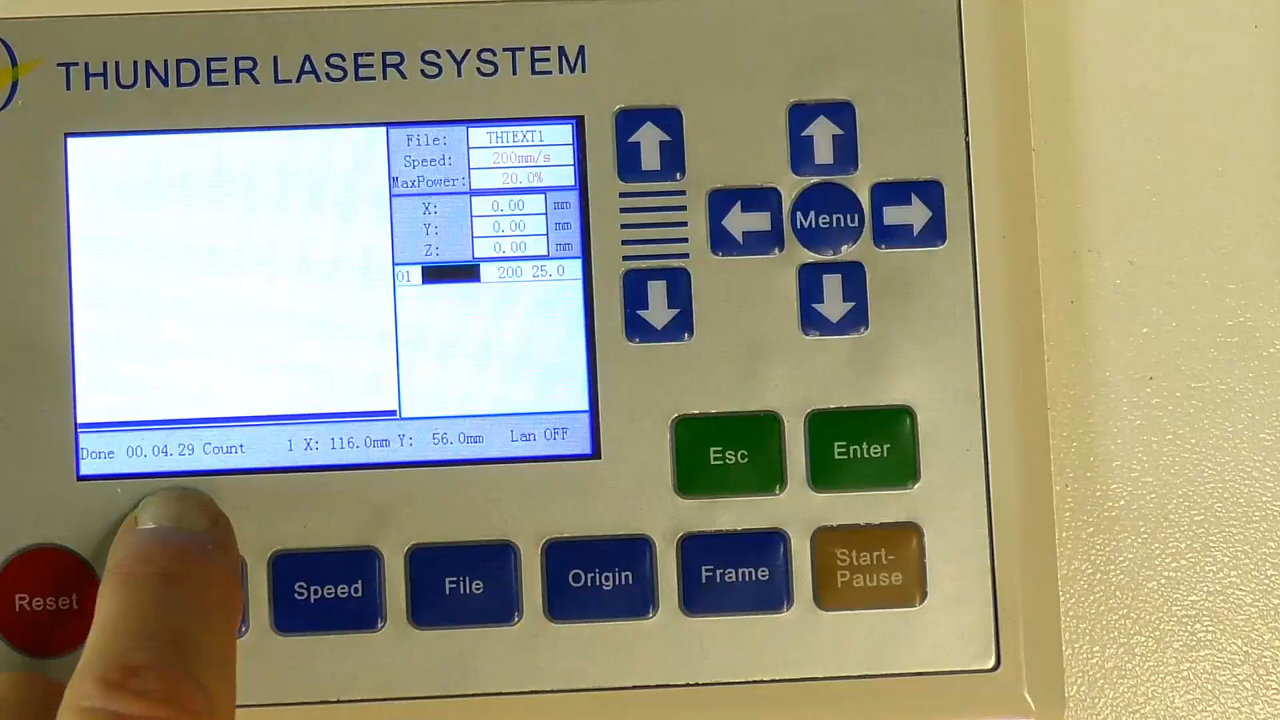 THUNDER LASER SYSTEM
File: THTEXT1
Speed: 200mm/s
MaxPower: 20.0%
X: 0.00 mm
Y: 0.00 mm
Z: 0.00 mm
01 200 25.0
Done 00.04.29 Count 1 X: 116.0mm Y: 56.0mm Lan OFF
Menu
Esc
Enter
Reset
Speed
File
Origin
Frame
Start-
Pause